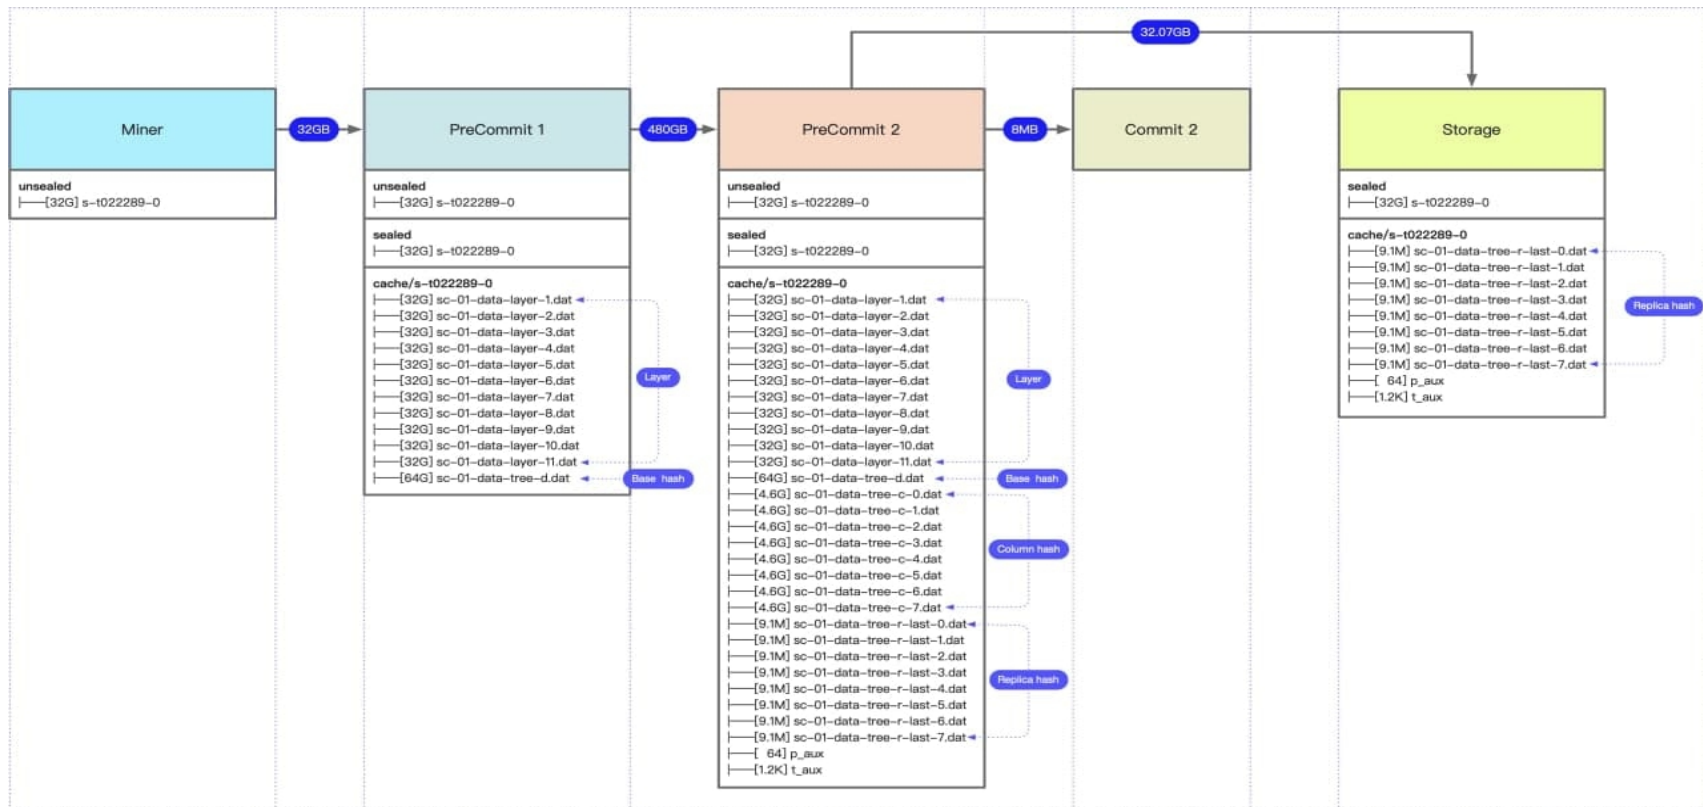 32.07GB
Miner
32GB
PreCommit 1
480GB
PreCommit 2
8MB
Commit 2
Storage
unsealed
[32G] s-t022289-0
unsealed
[32G] s-t022289-0
sealed
[32G] s-t022289-0
cache/s-t022289-0
[32G] sc-01-data-layer-1.dat
[32G] sc-01-data-layer-2.dat
[32G] sc-01-data-layer-3.dat
[32G] sc-01-data-layer-4.dat
[32G] sc-01-data-layer-5.dat
[32G] sc-01-data-layer-6.dat
[32G] sc-01-data-layer-7.dat
[32G] sc-01-data-layer-8.dat
[32G] sc-01-data-layer-9.dat
[32G] sc-01-data-layer-10.dat
[32G] sc-01-data-layer-11.dat
[64G] sc-01-data-tree-d.dat
Layer
Base hash
unsealed
[32G] s-t022289-0
sealed
[32G] s-t022289-0
cache/s-t022289-0
[32G] sc-01-data-layer-1.dat
[32G] sc-01-data-layer-2.dat
[32G] sc-01-data-layer-3.dat
[32G] sc-01-data-layer-4.dat
[32G] sc-01-data-layer-5.dat
[32G] sc-01-data-layer-6.dat
[32G] sc-01-data-layer-7.dat
[32G] sc-01-data-layer-8.dat
[32G] sc-01-data-layer-9.dat
[32G] sc-01-data-layer-10.dat
[32G] sc-01-data-layer-11.dat
[64G] sc-01-data-tree-d.dat
[4.6G] sc-01-data-tree-c-0.dat
[4.6G] sc-01-data-tree-c-1.dat
[4.6G] sc-01-data-tree-c-2.dat
[4.6G] sc-01-data-tree-c-3.dat
[4.6G] sc-01-data-tree-c-4.dat
[4.6G] sc-01-data-tree-c-5.dat
[4.6G] sc-01-data-tree-c-6.dat
[4.6G] sc-01-data-tree-c-7.dat
[9.1M] sc-01-data-tree-r-last-0.dat
[9.1M] sc-01-data-tree-r-last-1.dat
[9.1M] sc-01-data-tree-r-last-2.dat
[9.1M] sc-01-data-tree-r-last-3.dat
[9.1M] sc-01-data-tree-r-last-4.dat
[9.1M] sc-01-data-tree-r-last-5.dat
[9.1M] sc-01-data-tree-r-last-6.dat
[9.1M] sc-01-data-tree-r-last-7.dat
[ 64] p_aux
[1.2K] t_aux
Layer
Base hash
Column hash
Replica hash
sealed
[32G] s-t022289-0
cache/s-t022289-0
[9.1M] sc-01-data-tree-r-last-0.dat
[9.1M] sc-01-data-tree-r-last-1.dat
[9.1M] sc-01-data-tree-r-last-2.dat
[9.1M] sc-01-data-tree-r-last-3.dat
[9.1M] sc-01-data-tree-r-last-4.dat
[9.1M] sc-01-data-tree-r-last-5.dat
[9.1M] sc-01-data-tree-r-last-6.dat
[9.1M] sc-01-data-tree-r-last-7.dat
[ 64] p_aux
[1.2K] t_aux
Replica hash